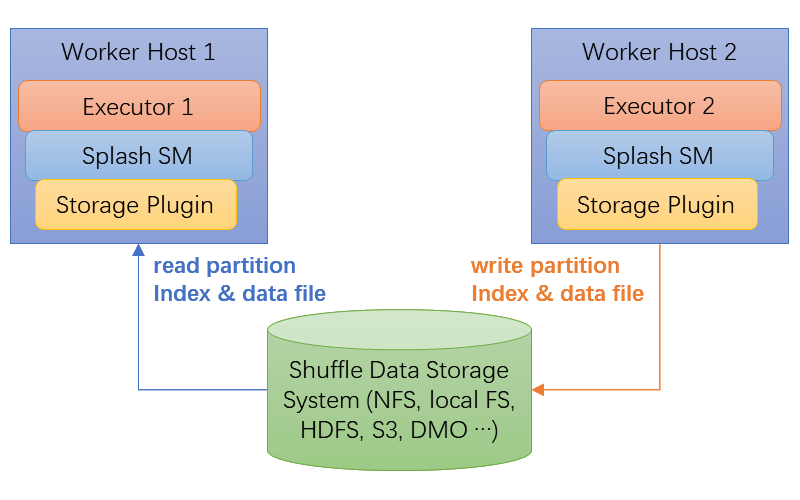 Worker Host 1
Executor 1
Splash SM
Storage Plugin
Worker Host 2
Executor 2
Splash SM
Storage Plugin
read partition
Index & data file
write partition
Index & data file
Shuffle Data Storage
System (NFS, local FS,
HDFS, S3, DMO ···)